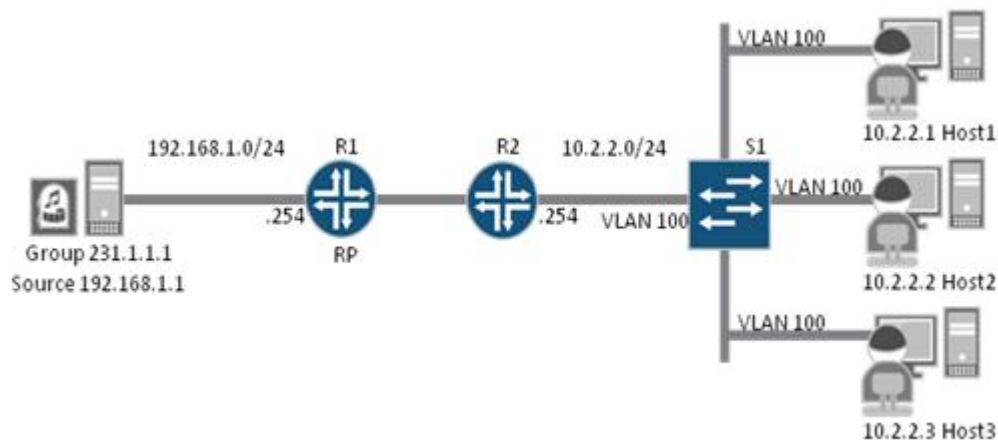 VLAN 100
10.2.2.1 Host1
192.168.1.0/24
R1
R2
10.2.2.0/24
S1
VLAN 100
.254
.254
VLAN 100
RP
Group 231.1.1.1
Source 192.168.1.1
10.2.2.2 Host2
VLAN 100
10.2.2.3 Host3